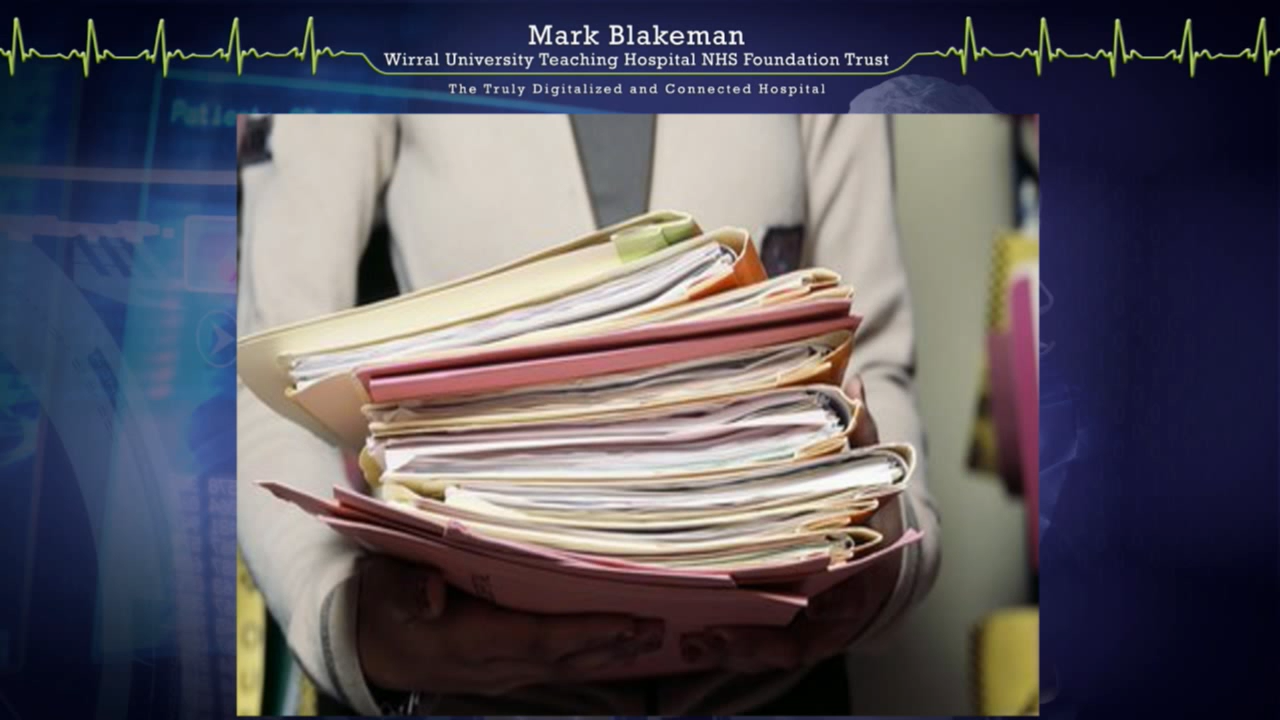 Mark Blakeman
Wirral University Teaching Hospital NHS Foundation Trust
The Truly Digitalized and Connected Hospital